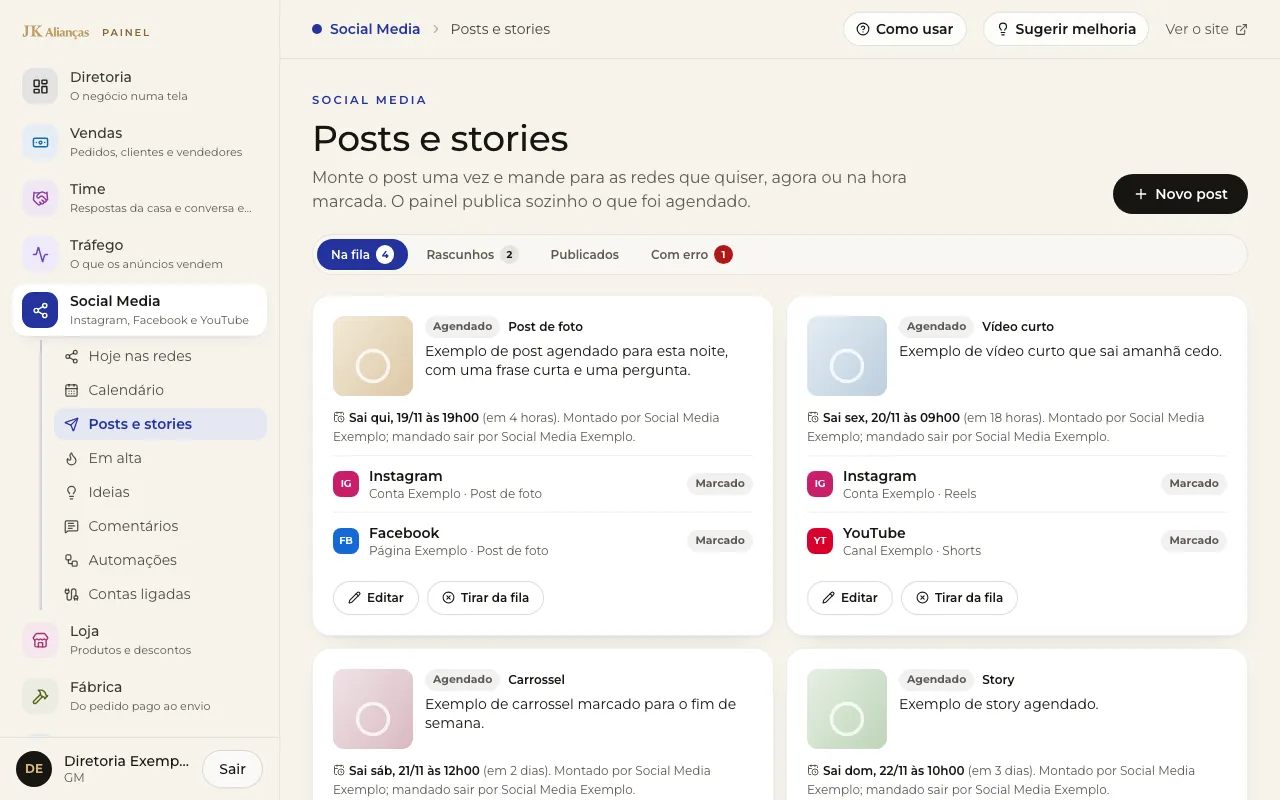 JK Alianças PAINEL
Diretoria
O negócio numa tela
Vendas
Pedidos, clientes e vendedores
Time
Respostas da casa e conversa e...
Tráfego
O que os anúncios vendem
Social Media
Instagram, Facebook e YouTube
Hoje nas redes
Calendário
Posts e stories
Em alta
Ideias
Comentários
Automações
Contas ligadas
Loja
Produtos e descontos
Fábrica
Do pedido pago ao envio
DE
Diretoria Exemp...
GM
Sair
Social Media > Posts e stories
Como usar
Sugerir melhoria
Ver o site
SOCIAL MEDIA
Posts e stories
Monte o post uma vez e mande para as redes que quiser, agora ou na hora
marcada. O painel publica sozinho o que foi agendado.
+ Novo post
Na fila 4
Rascunhos 2
Publicados
Com erro 1
Agendado Post de foto
Exemplo de post agendado para esta noite,
com uma frase curta e uma pergunta.
Sai qui, 19/11 às 19h00 (em 4 horas). Montado por Social Media
Exemplo; mandado sair por Social Media Exemplo.
IG
Instagram
Conta Exemplo · Post de foto
Marcado
FB
Facebook
Página Exemplo · Post de foto
Marcado
Editar
Tirar da fila
Agendado Vídeo curto
Exemplo de vídeo curto que sai amanhã cedo.
Sai sex, 20/11 às 09h00 (em 18 horas). Montado por Social Media
Exemplo; mandado sair por Social Media Exemplo.
IG
Instagram
Conta Exemplo · Reels
Marcado
YT
YouTube
Canal Exemplo · Shorts
Marcado
Editar
Tirar da fila
Agendado Carrossel
Exemplo de carrossel marcado para o fim de
semana.
Sai sáb, 21/11 às 12h00 (em 2 dias). Montado por Social Media
Exemplo; mandado sair por Social Media Exemplo.
Agendado Story
Exemplo de story agendado.
Sai dom, 22/11 às 10h00 (em 3 dias). Montado por Social Media
Exemplo; mandado sair por Social Media Exemplo.